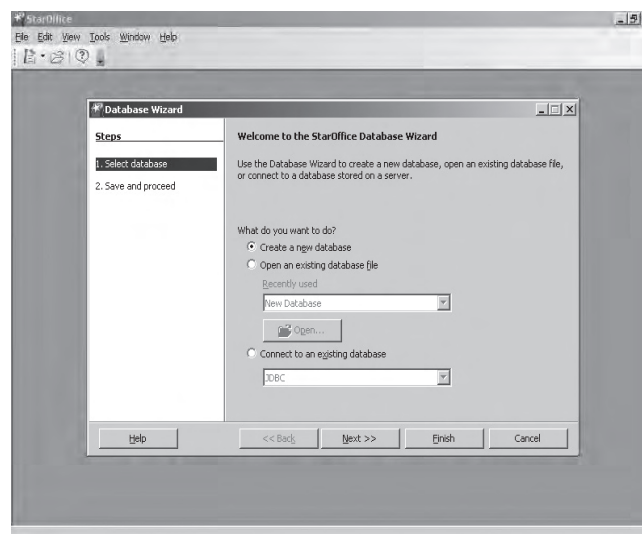 StarOffice
File Edit View Tools Window Help
Database Wizard
Steps
1. Select database
2. Save and proceed
Welcome to the StarOffice Database Wizard
Use the Database Wizard to create a new database, open an existing database file,
or connect to a database stored on a server.
What do you want to do?
Create a new database
Open an existing database file
Recently used
New Database
Open...
Connect to an existing database
JDBC
Help << Back Next >> Finish Cancel